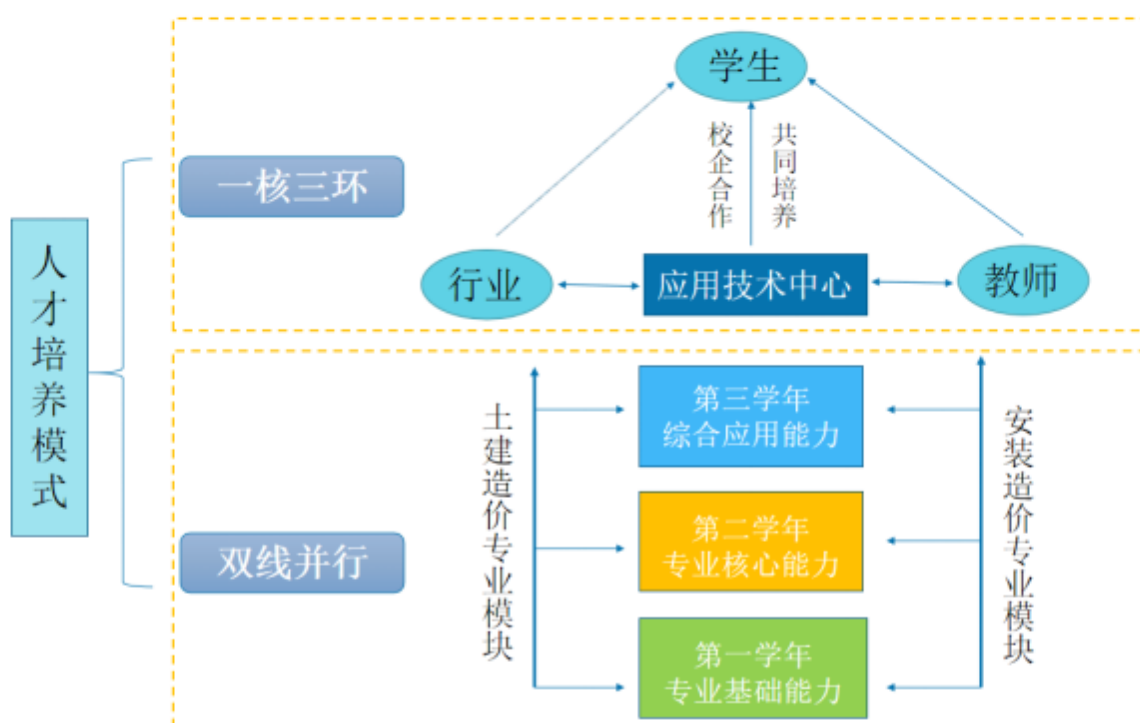 人才培养模式
一核三环
学生
校企合作
共同培养
行业
应用技术中心
教师
双线并行
土建造价专业模块
第三学年
综合应用能力
第二学年
专业核心能力
第一学年
专业基础能力
安装造价专业模块